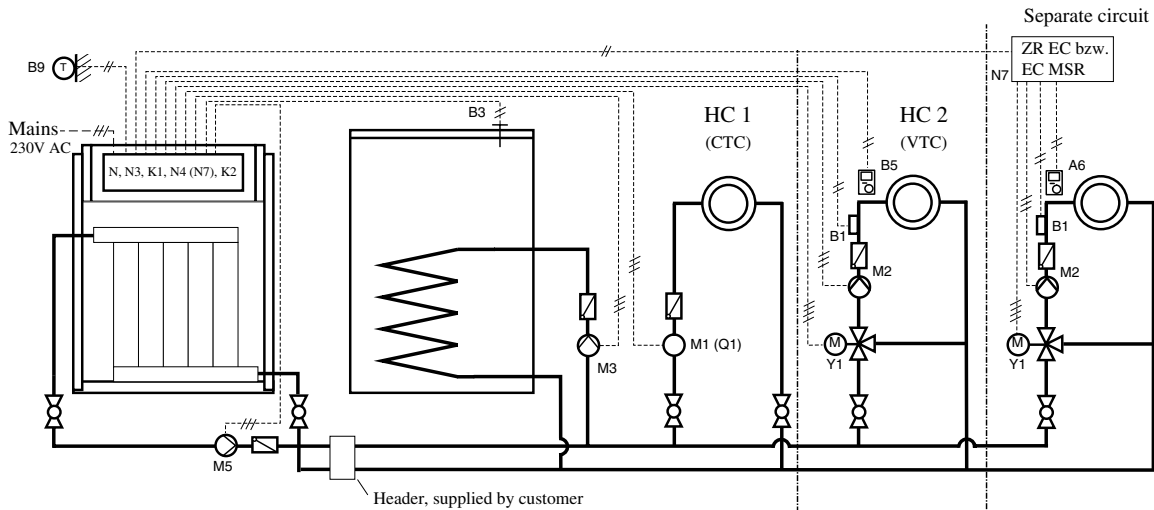 Separate circuit
ZR EC bzw.
EC MSR
N7
B9
T
B3
HC 1
(CTC)
HC 2
(VTC)
Mains
230V AC
N, N3, K1, N4 (N7), K2
B5
A6
B1
B1
M2
M2
M1 (Q1)
M3
M
Y1
M
Y1
M5
Header, supplied by customer